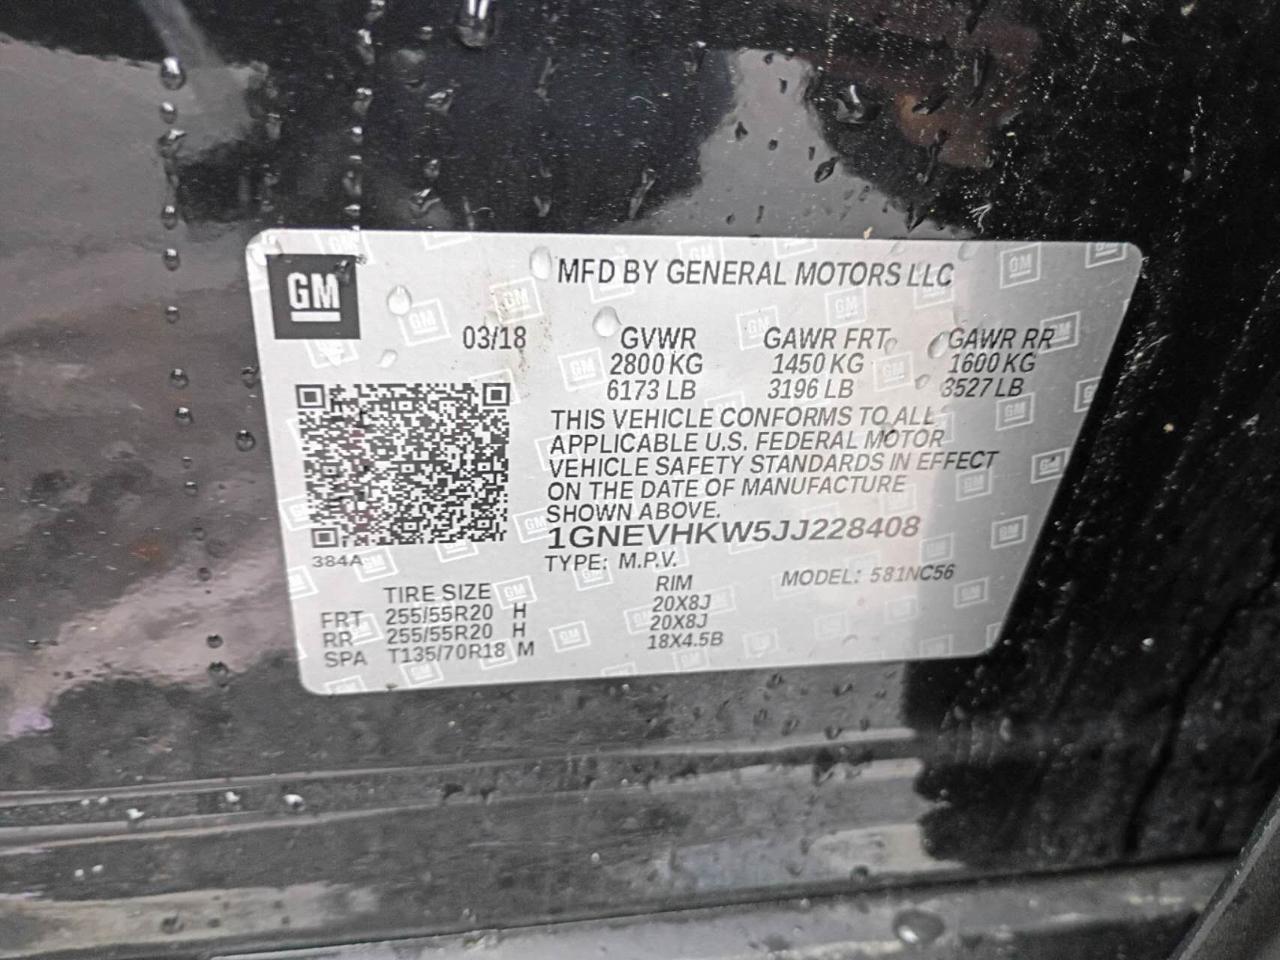 GM
MFD BY GENERAL MOTORS LLC
03/18 GVWR GAWR FRT GAWR RR
2800 KG 1450 KG 1600 KG
6173 LB 3196 LB 3527 LB
THIS VEHICLE CONFORMS TO ALL
APPLICABLE U.S. FEDERAL MOTOR
VEHICLE SAFETY STANDARDS IN EFFECT
ON THE DATE OF MANUFACTURE
SHOWN ABOVE.
1GNEVHKW5JJ228408
384A TYPE: M.P.V. MODEL: 581NC56
TIRE SIZE RIM
FRT 255/55R20 H 20X8J
RR 255/55R20 H 20X8J
SPA T135/70R18 M 18X4.5B